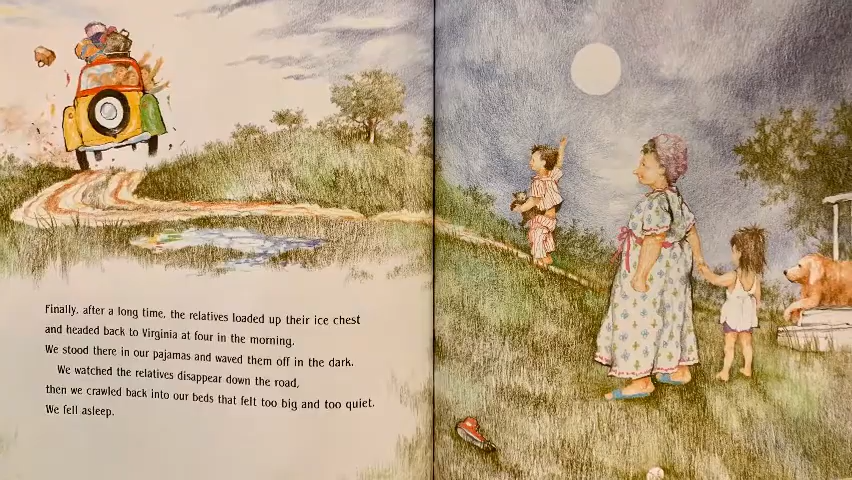 Finally, after a long time, the relatives loaded up their ice chest
and headed back to Virginia at four in the morning.
We stood there in our pajamas and waved them off in the dark.
We watched the relatives disappear down the road,
then we crawled back into our beds that felt too big and too quiet.
We fell asleep.